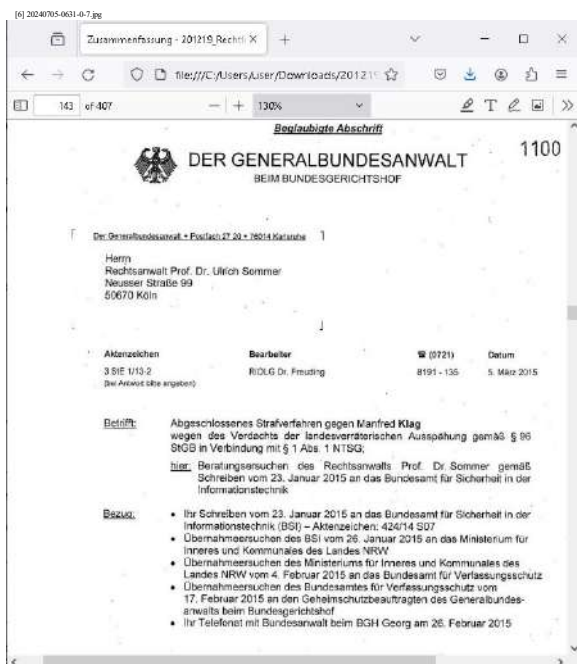 [6] 20240705-0631-0-7.jpg
Zusammenfassung - 201219_Rechtli
file:///C:/Users/user/Downloads/20121
143 of 407
130%
Beglaubigte Abschrift
1100
DER GENERALBUNDESANWALT
BEIM BUNDESGERICHTSHOF
Der Generalbundesanwalt • Postfach 27 20 • 76014 Karlsruhe
Herrn
Rechtsanwalt Prof. Dr. Ulrich Sommer
Neusser Straße 99
50670 Köln
Aktenzeichen Bearbeiter ☎ (0721) Datum
3 StE 1/13-2 RiOLG Dr. Freuding 8191 - 135 5. März 2015
(bei Antwort bitte angeben)
Betrifft: Abgeschlossenes Strafverfahren gegen Manfred Klag
wegen des Verdachts der landesverräterischen Ausspähung gemäß § 96
StGB in Verbindung mit § 1 Abs. 1 NTSG;
hier: Beratungsersuchen des Rechtsanwalts Prof. Dr. Sommer gemäß
Schreiben vom 23. Januar 2015 an das Bundesamt für Sicherheit in der
Informationstechnik
Bezug: • Ihr Schreiben vom 23. Januar 2015 an das Bundesamt für Sicherheit in der
Informationstechnik (BSI) – Aktenzeichen: 424/14 S07
• Übernahmeersuchen des BSI vom 26. Januar 2015 an das Ministerium für
Inneres und Kommunales des Landes NRW
• Übernahmeersuchen des Ministeriums für Inneres und Kommunales des
Landes NRW vom 4. Februar 2015 an das Bundesamt für Verfassungsschutz
• Übernahmeersuchen des Bundesamtes für Verfassungsschutz vom
17. Februar 2015 an den Geheimschutzbeauftragten des Generalbundes-
anwalts beim Bundesgerichtshof
• Ihr Telefonat mit Bundesanwalt beim BGH Georg am 26. Februar 2015